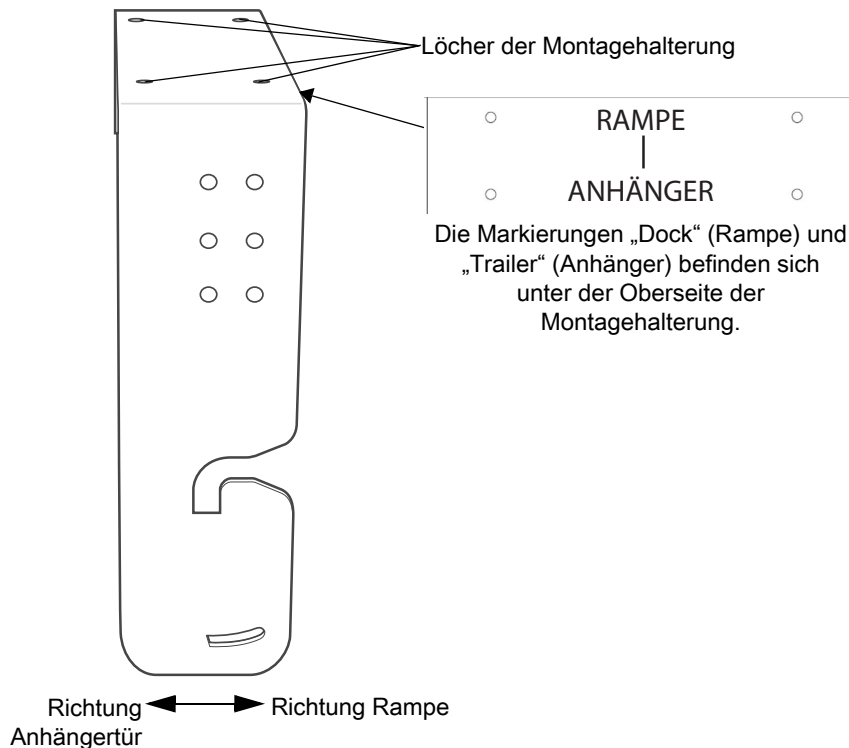 Löcher der Montagehalterung
RAMPE
ANHÄNGER
Die Markierungen „Dock“ (Rampe) und
„Trailer“ (Anhänger) befinden sich
unter der Oberseite der
Montagehalterung.
Richtung
Anhängertür
Richtung Rampe